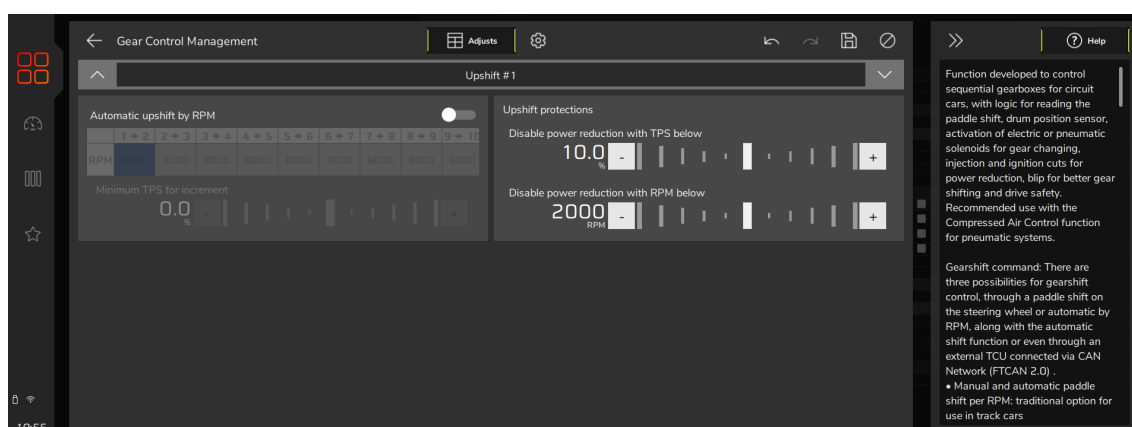 Gear Control Management
Adjusts
Help
Upshift #1
Automatic upshift by RPM
1 → 2 2 → 3 3 → 4 4 → 5 5 → 6 6 → 7 7 → 8 8 → 9 9 → 10
RPM 8000 8000 8000 8000 8000 8000 8000 8000 8000
Minimum TPS for increment
0.0
%
-
+
Upshift protections
Disable power reduction with TPS below
10.0
%
-
+
Disable power reduction with RPM below
2000
RPM
-
+
Function developed to control
sequential gearboxes for circuit
cars, with logic for reading the
paddle shift, drum position sensor,
activation of electric or pneumatic
solenoids for gear changing,
injection and ignition cuts for
power reduction, blip for better gear
shifting and drive safety.
Recommended use with the
Compressed Air Control function
for pneumatic systems.
Gearshift command: There are
three possibilities for gearshift
control, through a paddle shift on
the steering wheel or automatic by
RPM, along with the automatic
shift function or even through an
external TCU connected via CAN
Network (FTCAN 2.0) .
• Manual and automatic paddle
shift per RPM: traditional option for
use in track cars